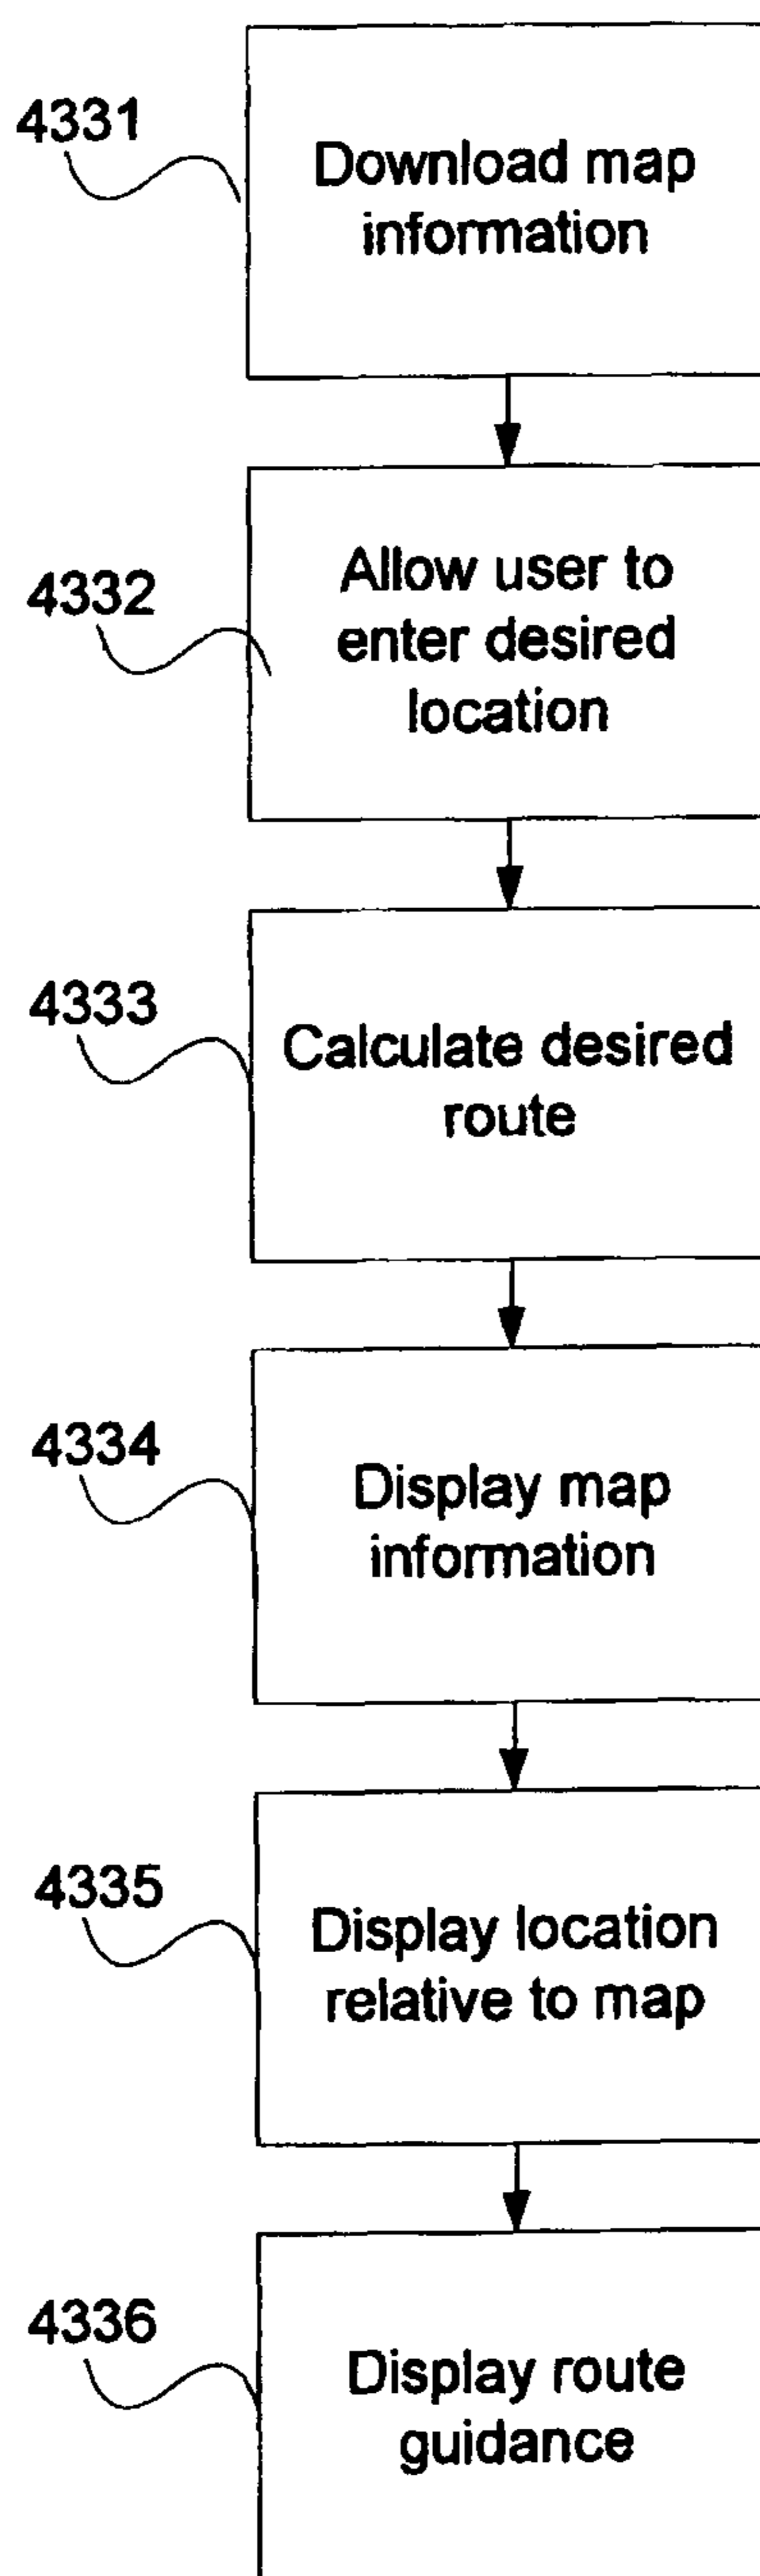 4331
Download map
information
4332
Allow user to
enter desired
location
4333
Calculate desired
route
4334
Display map
information
4335
Display location
relative to map
4336
Display route
guidance